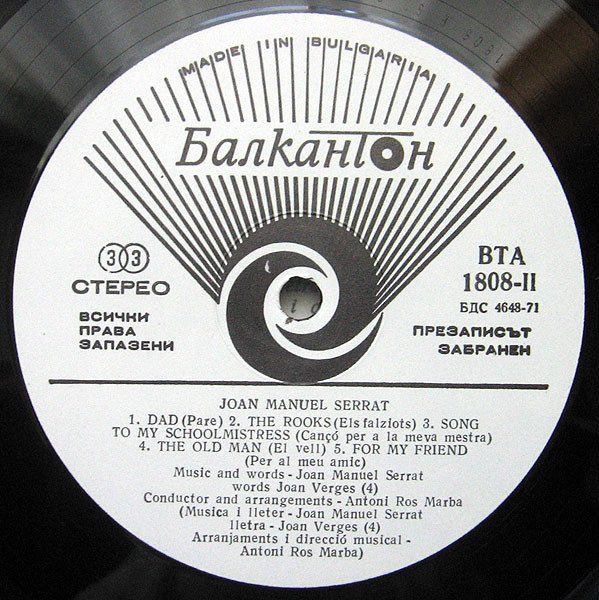 MADE IN BULGARIA
Балкантон
33
СТЕРЕО
ВСИЧКИ
ПРАВА
ЗАПАЗЕНИ
ВТА
1808-II
БДС 4648-71
ПРЕЗАПИСЪТ
ЗАБРАНЕН
JOAN MANUEL SERRAT
1. DAD (Pare) 2. THE ROOKS (Els falziots) 3. SONG
TO MY SCHOOLMISTRESS (Cançó per a la meva mestra)
4. THE OLD MAN (El vell) 5. FOR MY FRIEND
(Per al meu amic)
Music and words - Joan Manuel Serrat
words Joan Verges (4)
Conductor and arrangements - Antoni Ros Marba
(Musica i lleter - Joan Manuel Serrat
lletra - Joan Verges (4)
Arranjaments i direcció musical -
Antoni Ros Marba)